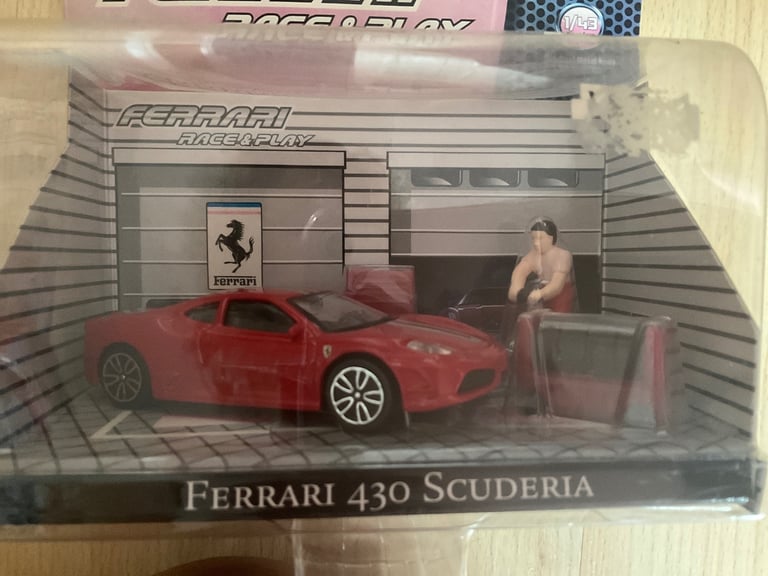 RACE & PLAY
1/43
FERRARI
RACE & PLAY
Ferrari
FERRARI 430 SCUDERIA